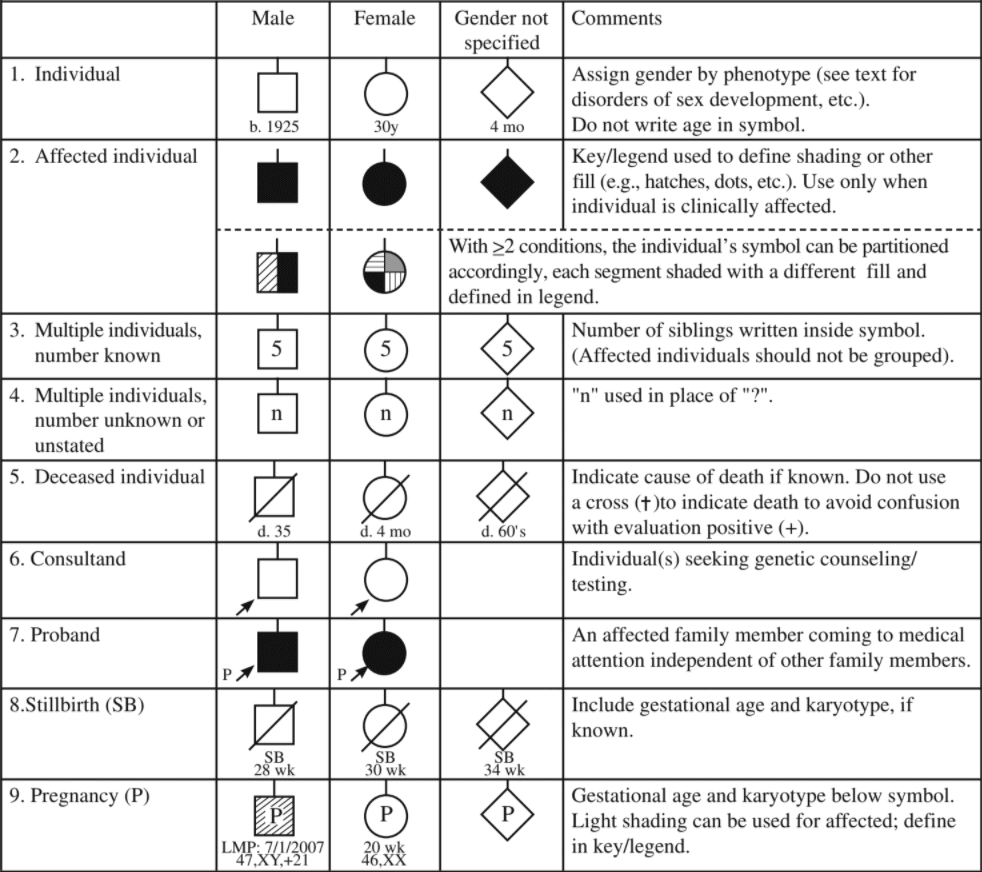 Male Female Gender not specified Comments
1. Individual
b. 1925
30y
4 mo
Assign gender by phenotype (see text for
disorders of sex development, etc.).
Do not write age in symbol.
2. Affected individual
Key/legend used to define shading or other
fill (e.g., hatches, dots, etc.). Use only when
individual is clinically affected.
With ≥2 conditions, the individual's symbol can be partitioned
accordingly, each segment shaded with a different fill and
defined in legend.
3. Multiple individuals,
number known
5
5
5
Number of siblings written inside symbol.
(Affected individuals should not be grouped).
4. Multiple individuals,
number unknown or
unstated
n
n
n
"n" used in place of "?".
5. Deceased individual
d. 35
d. 4 mo
d. 60's
Indicate cause of death if known. Do not use
a cross (✝)to indicate death to avoid confusion
with evaluation positive (+).
6. Consultand
Individual(s) seeking genetic counseling/
testing.
7. Proband
P
P
An affected family member coming to medical
attention independent of other family members.
8.Stillbirth (SB)
SB
28 wk
SB
30 wk
SB
34 wk
Include gestational age and karyotype, if
known.
9. Pregnancy (P)
P
LMP: 7/1/2007
47,XY,+21
P
20 wk
46,XX
P
Gestational age and karyotype below symbol.
Light shading can be used for affected; define
in key/legend.